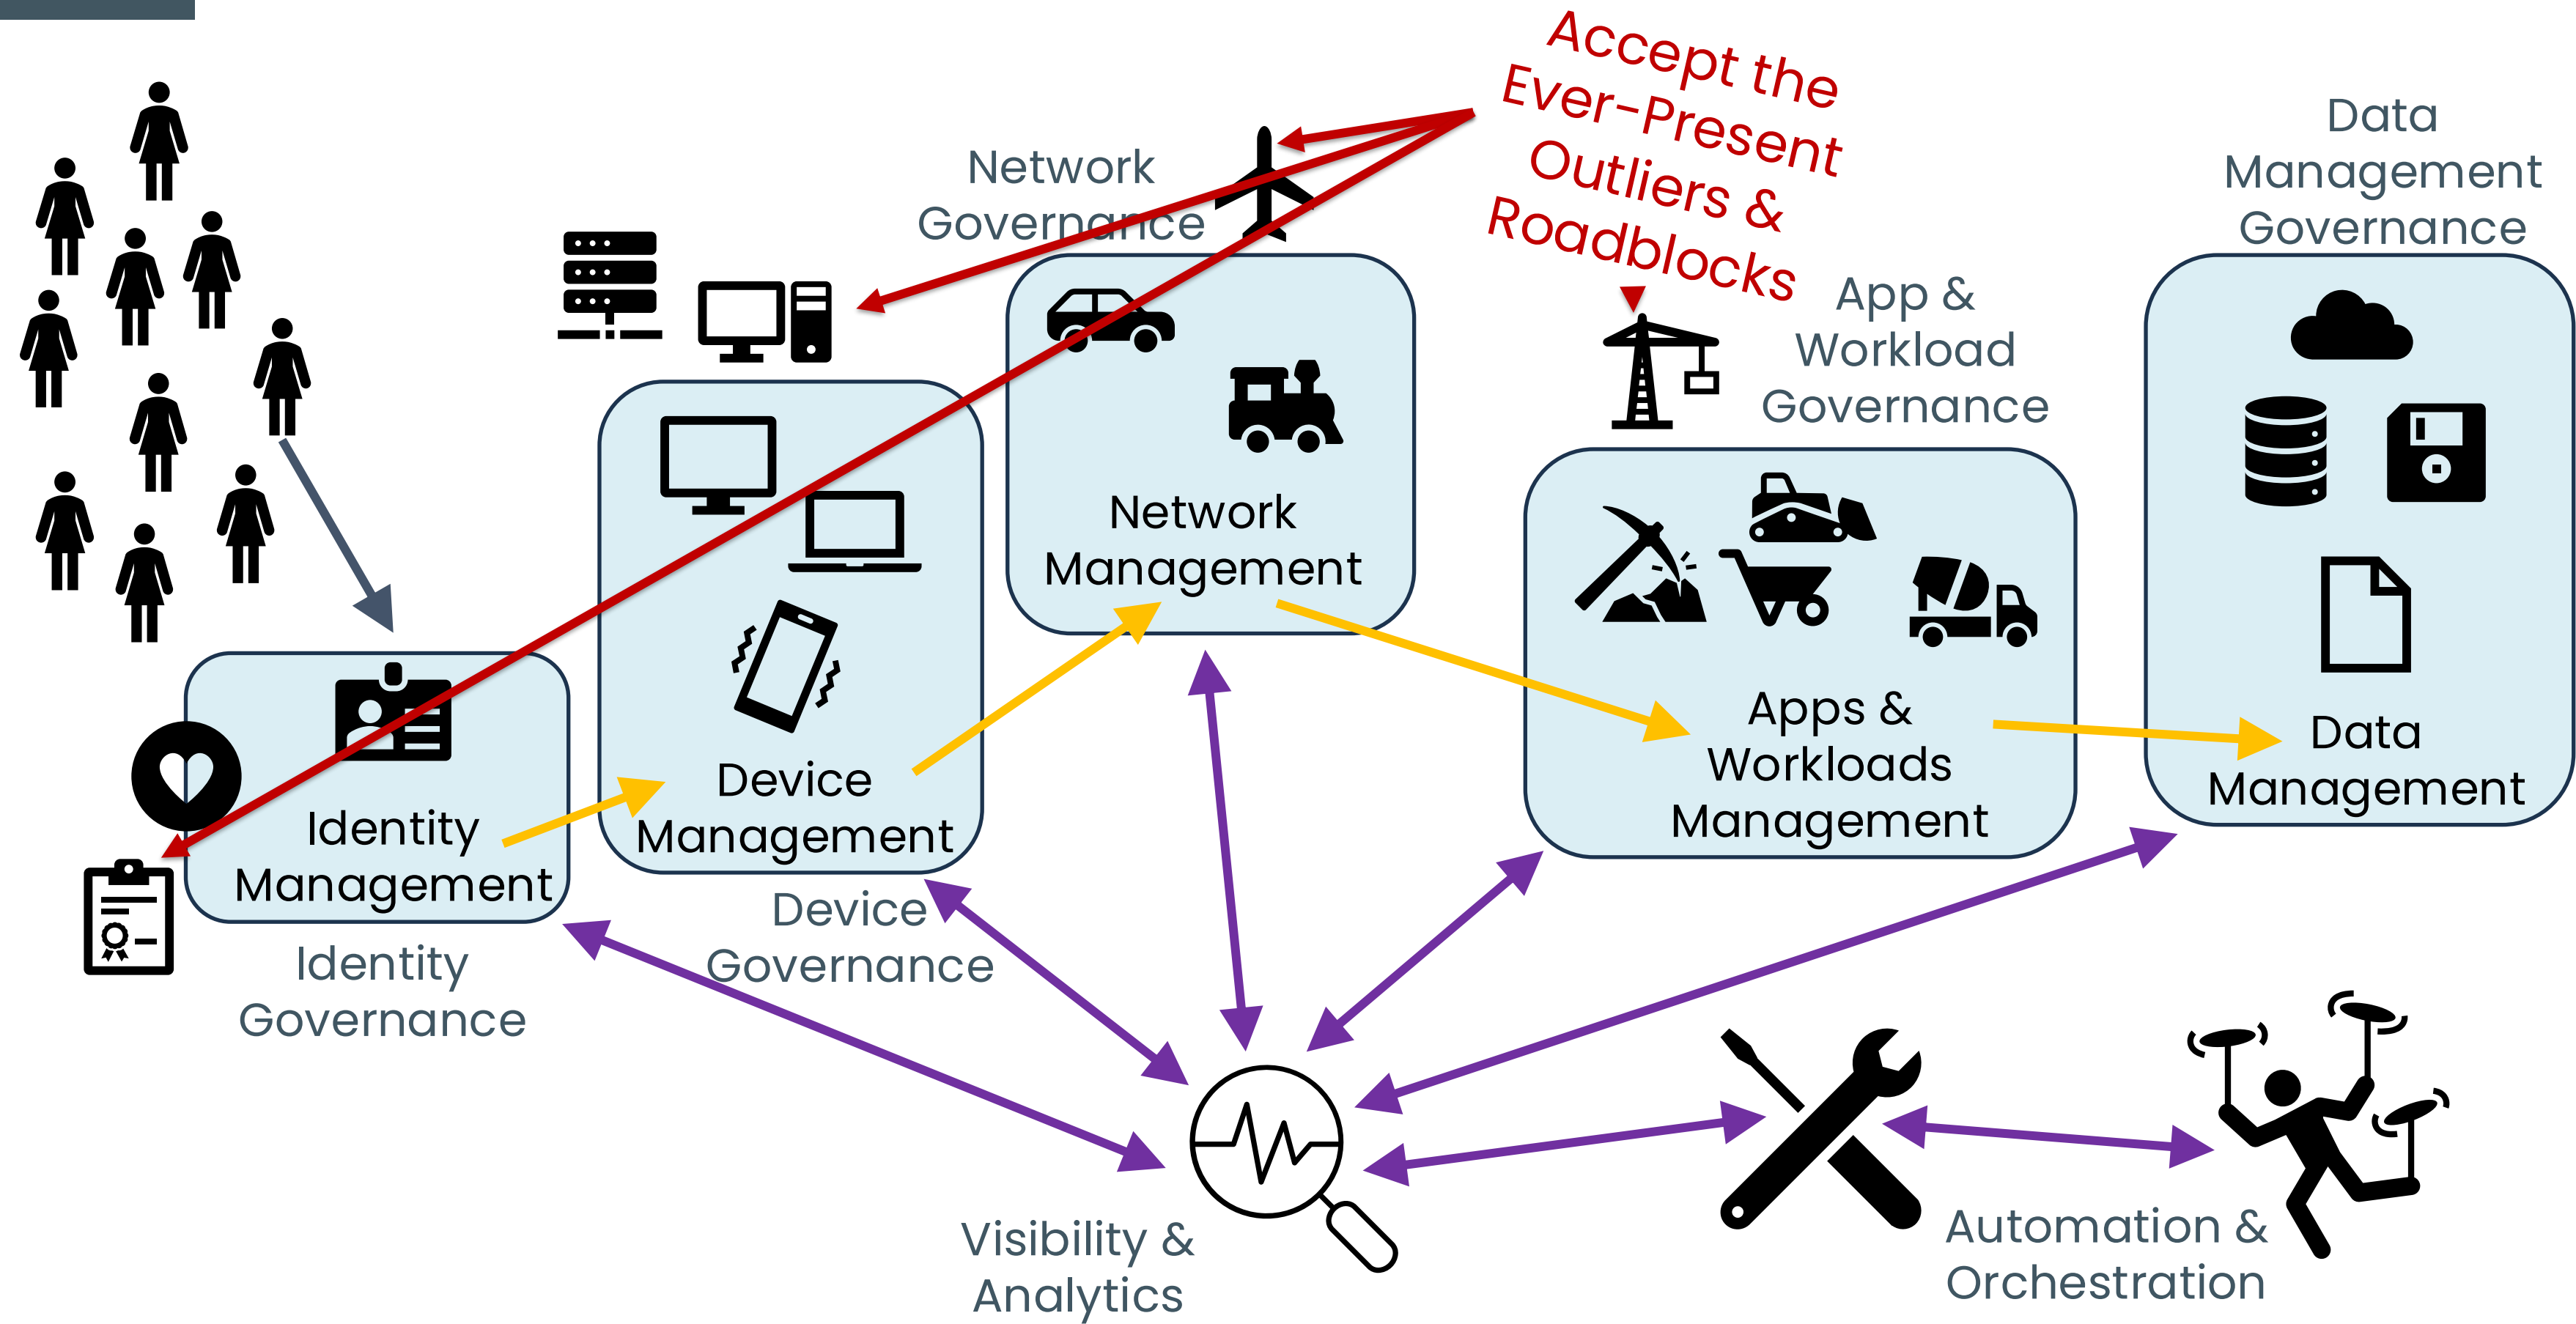 Accept the
Ever-Present
Outliers &
Roadblocks
Network
Governance
Data
Management
Governance
App &
Workload
Governance
Network
Management
Apps &
Workloads
Management
Data
Management
Device
Management
Identity
Management
Device
Governance
Identity
Governance
Visibility &
Analytics
Automation &
Orchestration